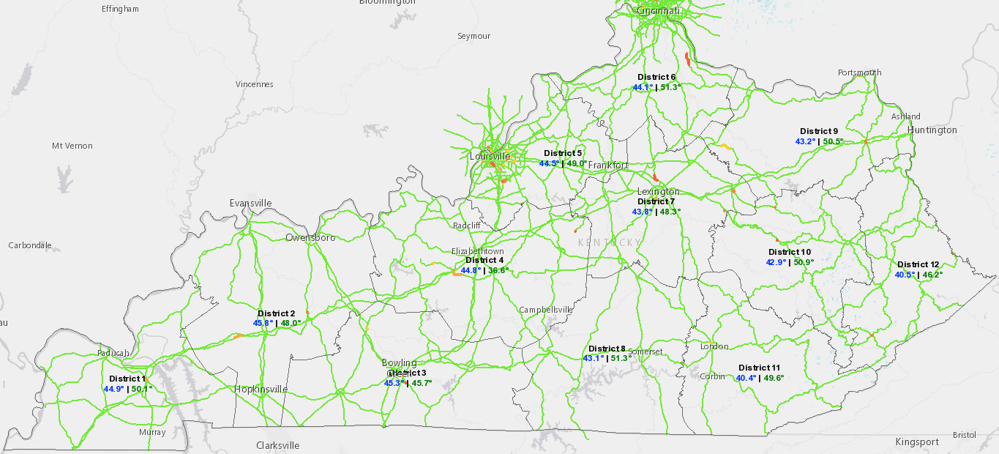 Bloomington
Effingham
Cincinnati
Seymour
Portsmouth
District 6
44.1° | 51.3°
Vincennes
Ashland
Huntington
District 9
43.2° | 50.5°
Mt Vernon
Louisville
District 5
44.5° | 49.0°
Frankfort
Lexington
District 7
43.8° | 48.3°
Evansville
Radcliff
Owensboro
KENTUCKY
Carbondale
Elizabethtown
District 4
44.8° | 36.6°
District 10
42.9° | 50.9°
District 12
40.5° | 46.2°
Campbellsville
District 2
45.8° | 48.0°
au
London
District 8
43.1° | 51.3°
Somerset
Paducah
Bowling
Green
District 3
45.3° | 45.7°
District 11
40.4° | 49.6°
Corbin
District 1
44.9° | 50.1°
Hopkinsville
Murray
Bristol
Kingsport
Clarksville